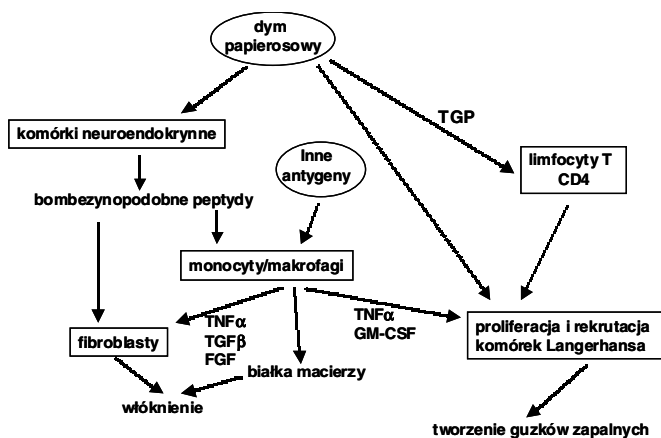 dym
papierosowy
TGP
komórki neuroendokrynne
Inne
antygeny
limfocyty T
CD4
bombezynopodobne peptydy
monocyty/makrofagi
TNFα
TGFβ
FGF
TNFα
GM-CSF
fibroblasty
proliferacja i rekrutacja
komórek Langerhansa
białka macierzy
włóknienie
tworzenie guzków zapalnych